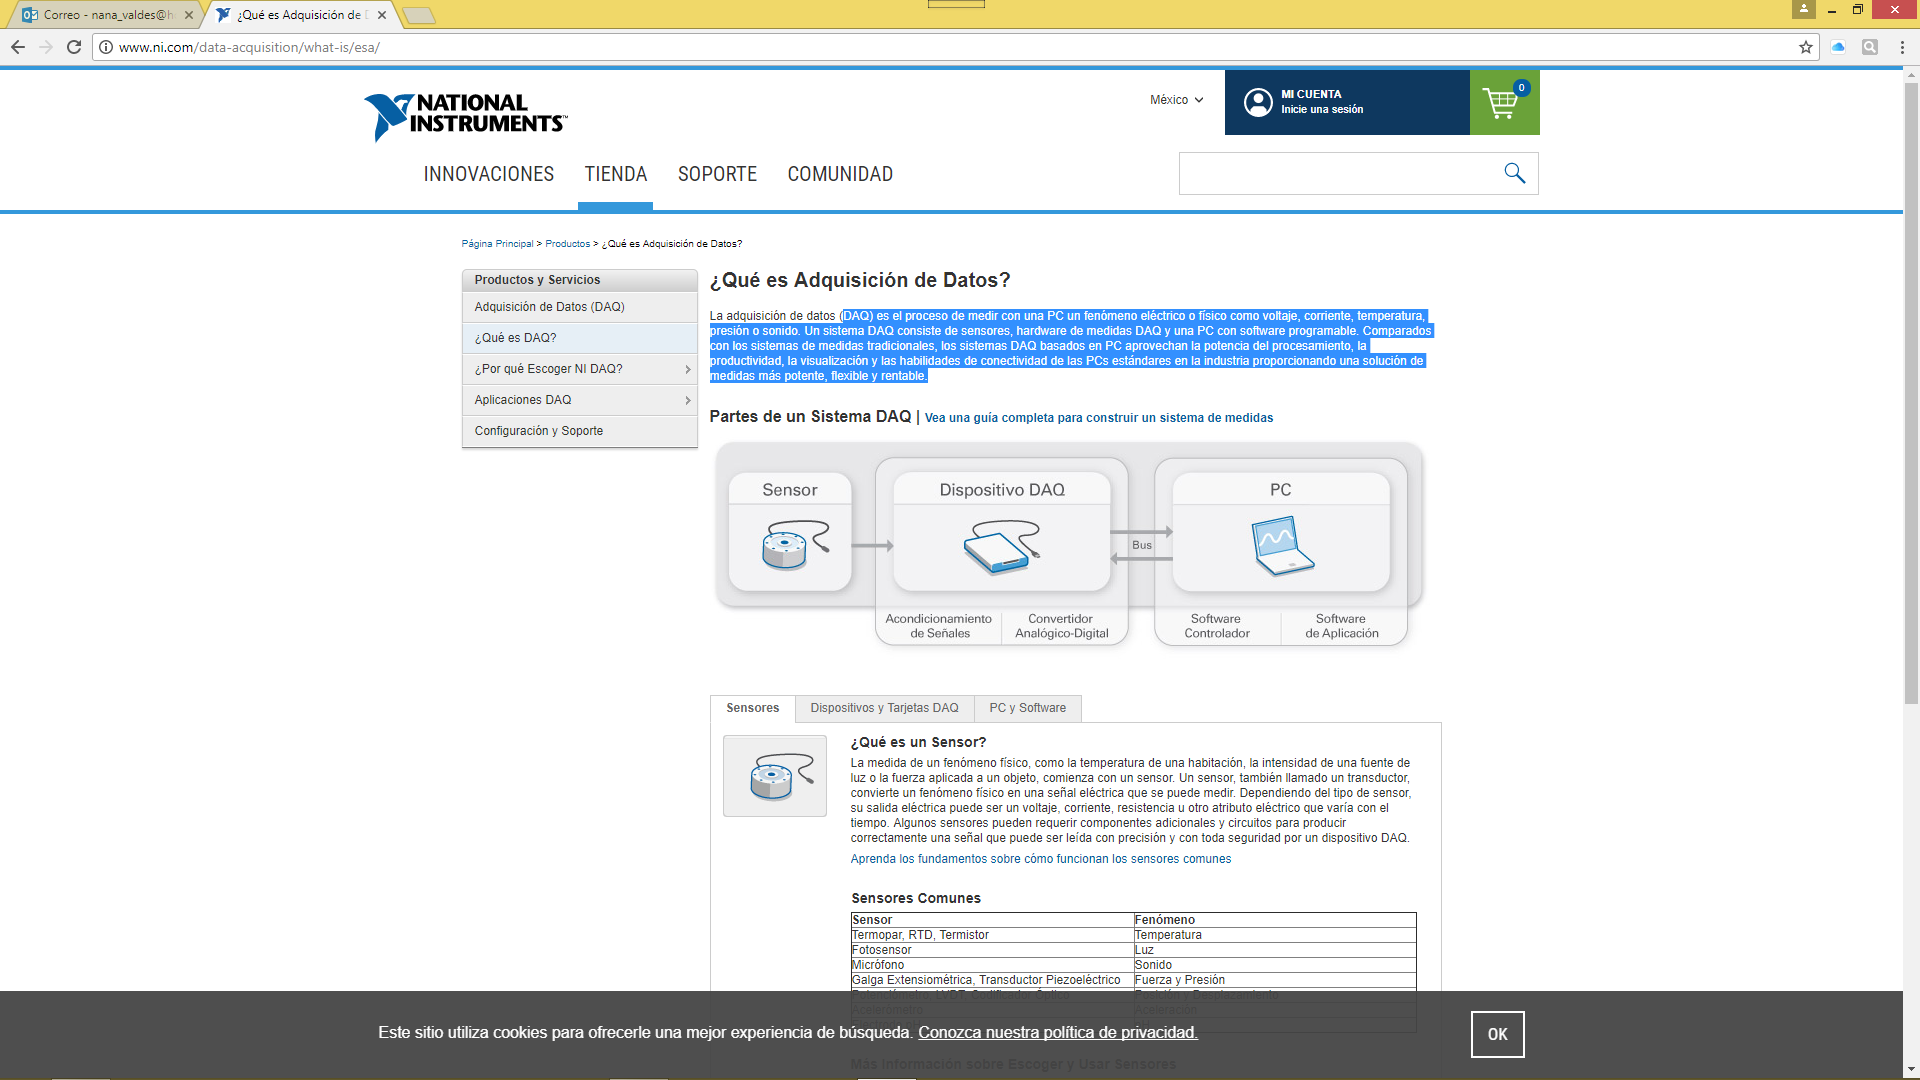 Correo - nana_valdes@h
¿Qué es Adquisición de D
www.ni.com/data-acquisition/what-is/esa/
NATIONAL
INSTRUMENTS™
México
MI CUENTA
Inicie una sesión
0
INNOVACIONES TIENDA SOPORTE COMUNIDAD
Página Principal > Productos > ¿Qué es Adquisición de Datos?
Productos y Servicios
Adquisición de Datos (DAQ)
¿Qué es DAQ?
¿Por qué Escoger NI DAQ?
Aplicaciones DAQ
Configuración y Soporte
¿Qué es Adquisición de Datos?
La adquisición de datos (DAQ) es el proceso de medir con una PC un fenómeno eléctrico o físico como voltaje, corriente, temperatura,
presión o sonido. Un sistema DAQ consiste de sensores, hardware de medidas DAQ y una PC con software programable. Comparados
con los sistemas de medidas tradicionales, los sistemas DAQ basados en PC aprovechan la potencia del procesamiento, la
productividad, la visualización y las habilidades de conectividad de las PCs estándares en la industria proporcionando una solución de
medidas más potente, flexible y rentable.
Partes de un Sistema DAQ | Vea una guía completa para construir un sistema de medidas
Sensor
Dispositivo DAQ
PC
Bus
Acondicionamiento
de Señales
Convertidor
Analógico-Digital
Software
Controlador
Software
de Aplicación
Sensores Dispositivos y Tarjetas DAQ PC y Software
¿Qué es un Sensor?
La medida de un fenómeno físico, como la temperatura de una habitación, la intensidad de una fuente de
luz o la fuerza aplicada a un objeto, comienza con un sensor. Un sensor, también llamado un transductor,
convierte un fenómeno físico en una señal eléctrica que se puede medir. Dependiendo del tipo de sensor,
su salida eléctrica puede ser un voltaje, corriente, resistencia u otro atributo eléctrico que varía con el
tiempo. Algunos sensores pueden requerir componentes adicionales y circuitos para producir
correctamente una señal que puede ser leída con precisión y con toda seguridad por un dispositivo DAQ.
Aprenda los fundamentos sobre cómo funcionan los sensores comunes
Sensores Comunes
Sensor Fenómeno
Termopar, RTD, Termistor Temperatura
Fotosensor Luz
Micrófono Sonido
Galga Extensiométrica, Transductor Piezoeléctrico Fuerza y Presión
Potenciómetro, LVDT, Codificador Óptico Posición y Desplazamiento
Acelerómetro Aceleración
Este sitio utiliza cookies para ofrecerle una mejor experiencia de búsqueda. Conozca nuestra política de privacidad.
OK
Más Información sobre Escoger y Usar Sensores